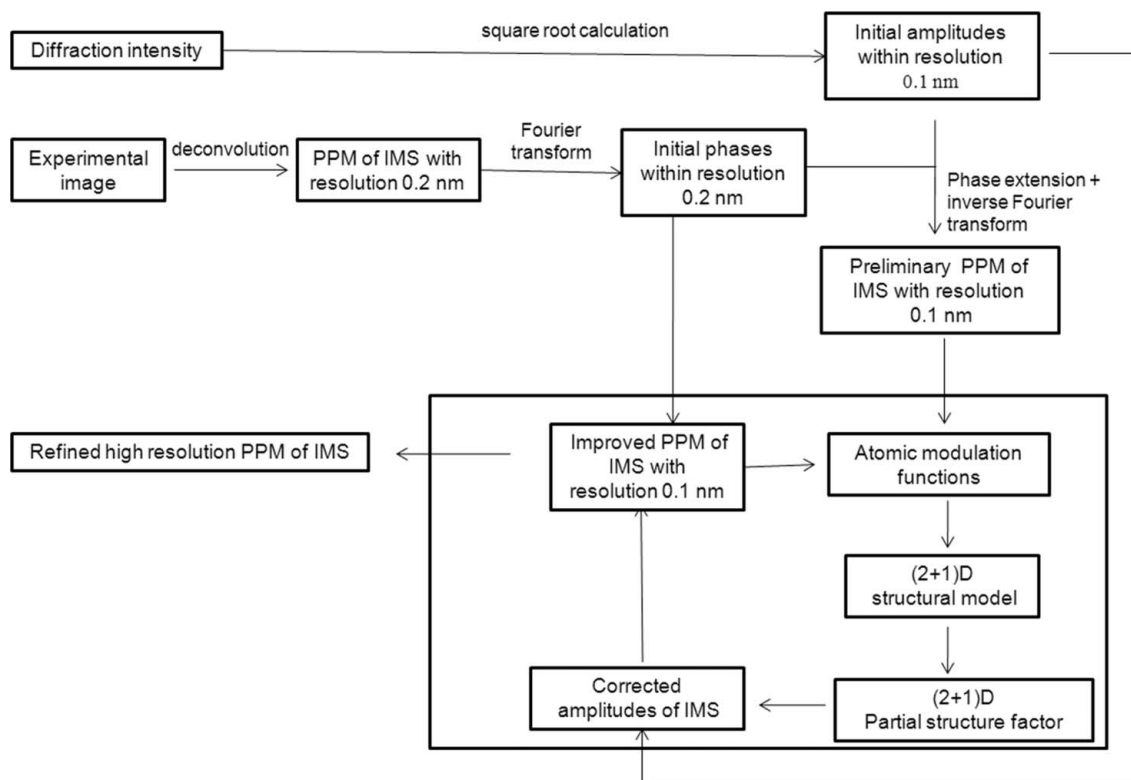 square root calculation
Diffraction intensity
Initial amplitudes
within resolution
0.1 nm
Experimental
image
deconvolution
PPM of IMS with
resolution 0.2 nm
Fourier
transform
Initial phases
within resolution
0.2 nm
Phase extension +
inverse Fourier
transform
Preliminary PPM of
IMS with resolution
0.1 nm
Refined high resolution PPM of IMS
Improved PPM of
IMS with
resolution 0.1 nm
Atomic modulation
functions
(2+1)D
structural model
Corrected
amplitudes of IMS
(2+1)D
Partial structure factor